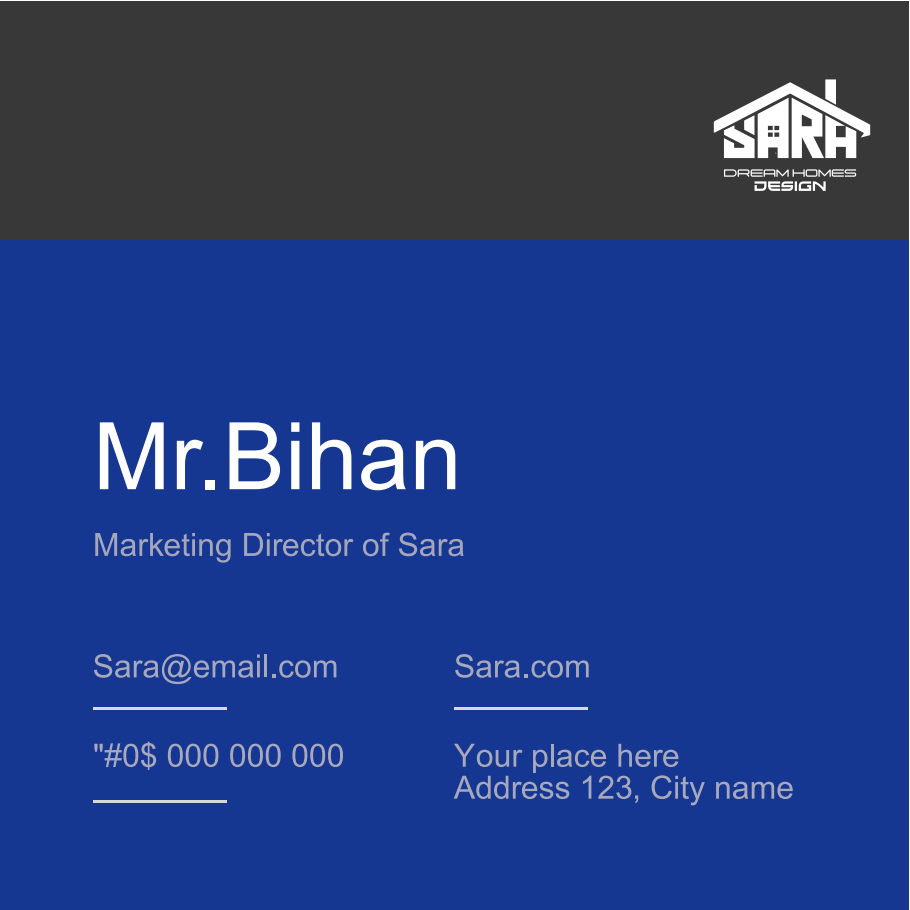 SARA
DREAM HOMES
DESIGN
Mr.Bihan
Marketing Director of Sara
Sara@email.com
Sara.com
"#0$ 000 000 000
Your place here
Address 123, City name